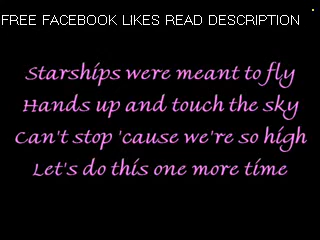 FREE FACEBOOK LIKES READ DESCRIPTION
Starships were meant to fly
Hands up and touch the sky
Can't stop 'cause we're so high
Let's do this one more time